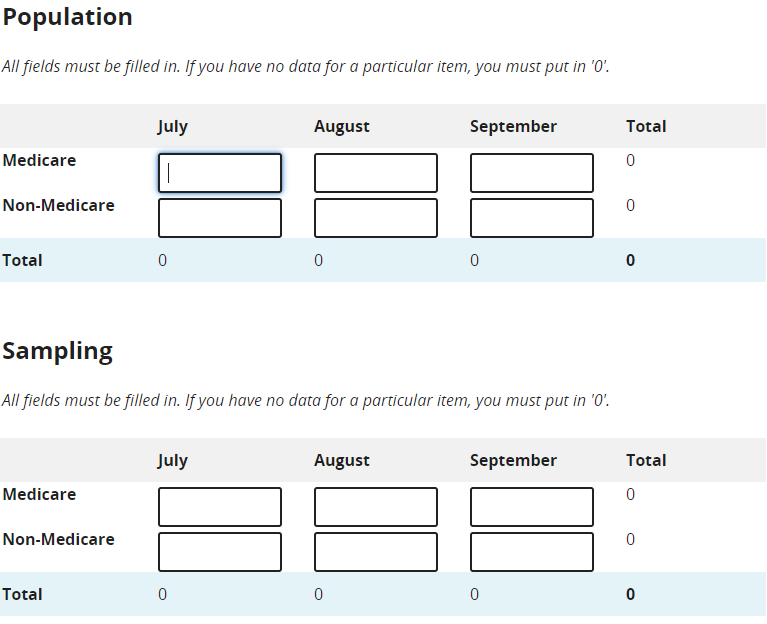 Population
All fields must be filled in. If you have no data for a particular item, you must put in '0'.
July August September Total
Medicare 0
Non-Medicare 0
Total 0 0 0 0
Sampling
All fields must be filled in. If you have no data for a particular item, you must put in '0'.
July August September Total
Medicare 0
Non-Medicare 0
Total 0 0 0 0